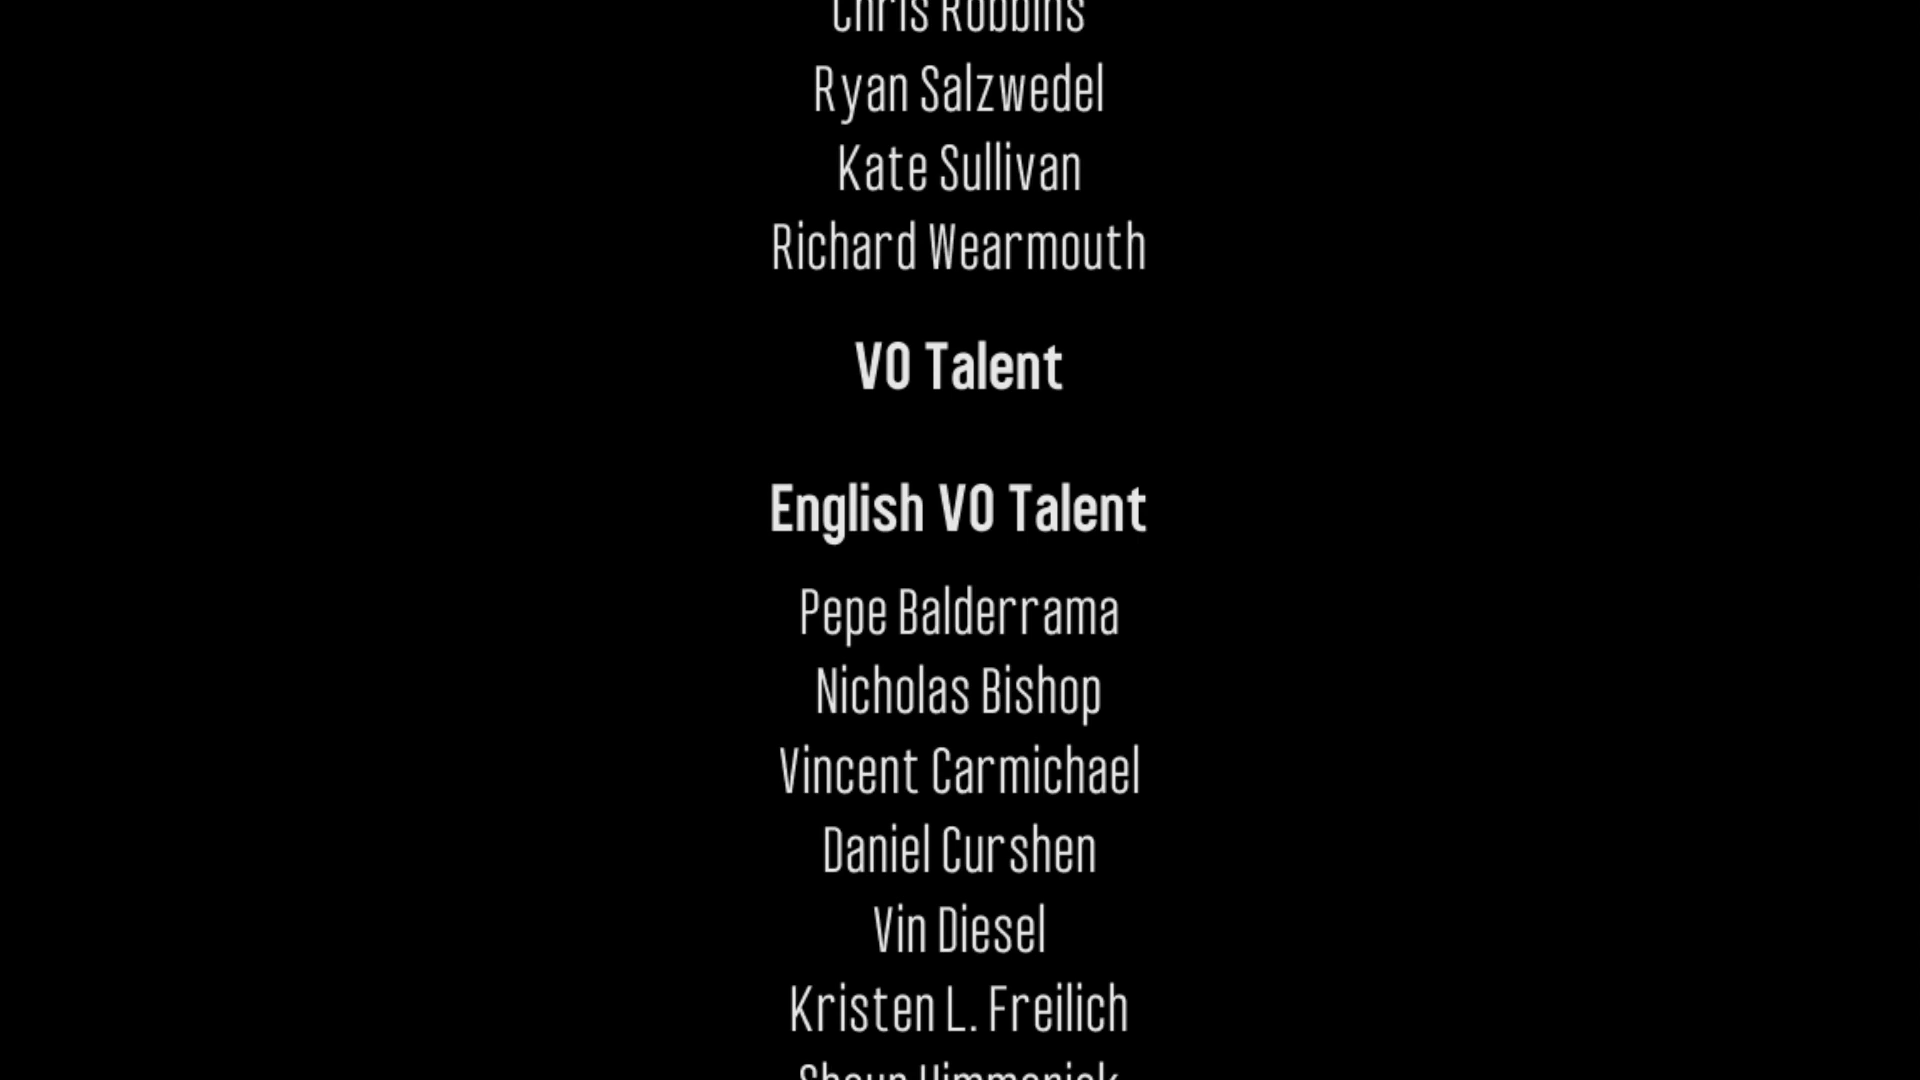 Chris Robbins
Ryan Salzwedel
Kate Sullivan
Richard Wearmouth
VO Talent
English VO Talent
Pepe Balderrama
Nicholas Bishop
Vincent Carmichael
Daniel Curshen
Vin Diesel
Kristen L. Freilich
Shaun Himmerick